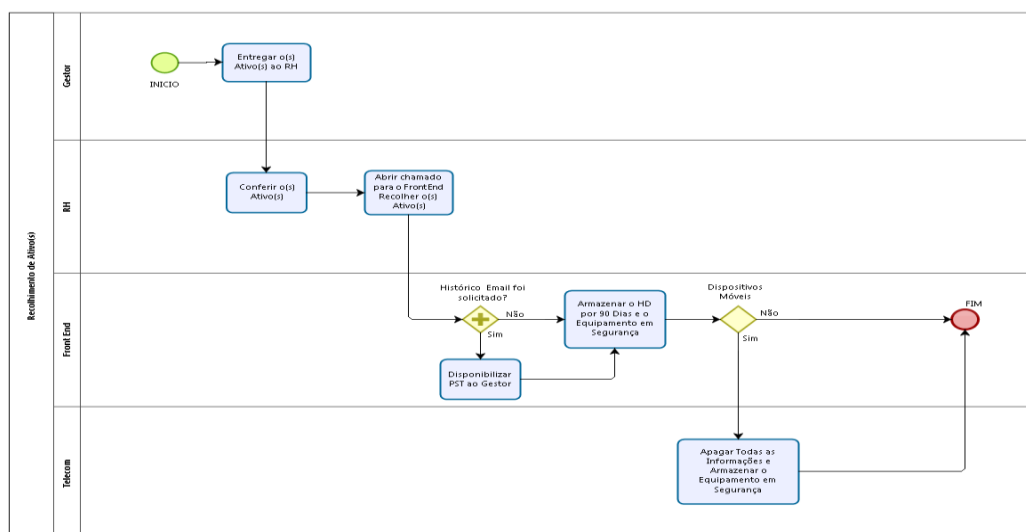 Recolhimento de Ativo(s)
Gestor
INICIO
Entregar o(s)
Ativo(s) ao RH
RH
Conferir o(s)
Ativo(s)
Abrir chamado
para o FrontEnd
Recolher o(s)
Ativo(s)
Front End
Histórico Email foi
solicitado?
Não
Sim
Disponibilizar
PST ao Gestor
Armazenar o HD
por 90 Dias e o
Equipamento em
Segurança
Dispositivos
Móveis
Não
Sim
FIM
Telecom
Apagar Todas as
Informações e
Armazenar o
Equipamento em
Segurança